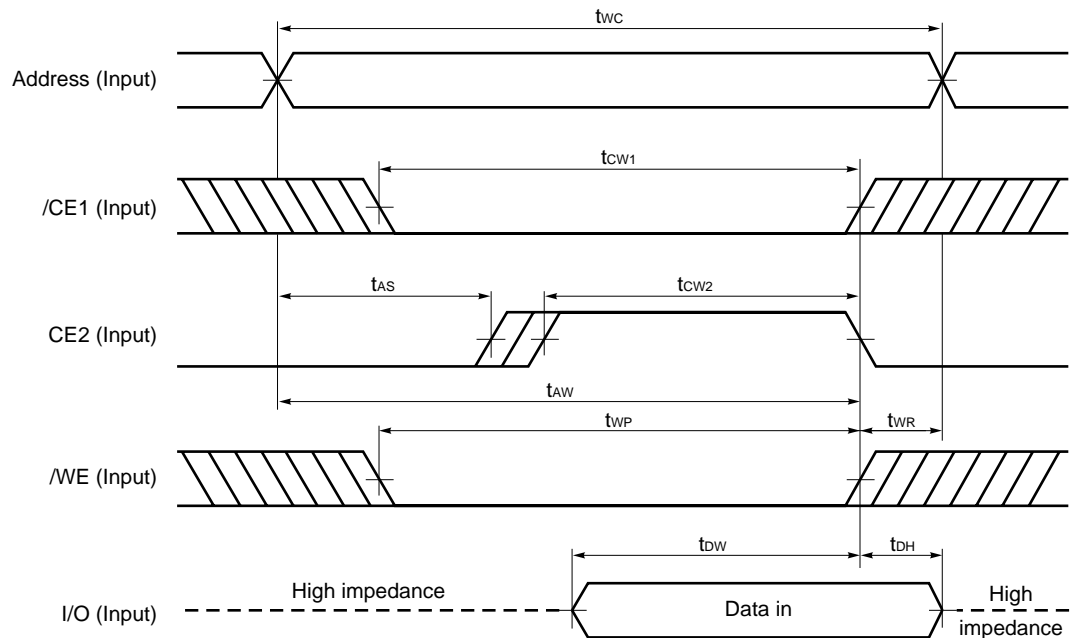 tWC
Address (Input)
tCW1
/CE1 (Input)
tAS
tCW2
CE2 (Input)
tAW
tWP
tWR
/WE (Input)
tDW
tDH
High impedance
Data in
High
impedance
I/O (Input)